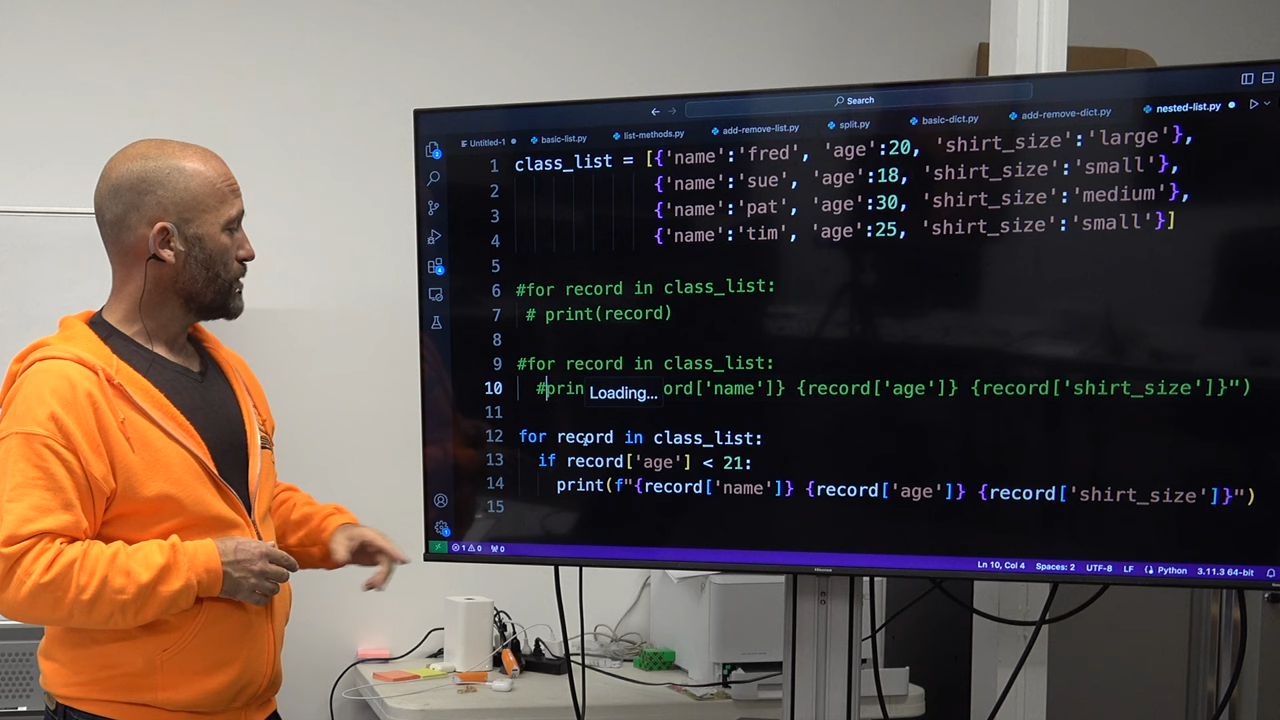 Search
Untitled-1 basic-list.py list-methods.py add-remove-list.py split.py basic-dict.py add-remove-dict.py nested-list.py
1 class_list = [{'name':'fred', 'age':20, 'shirt_size':'large'},
2 {'name':'sue', 'age':18, 'shirt_size':'small'},
3 {'name':'pat', 'age':30, 'shirt_size':'medium'},
4 {'name':'tim', 'age':25, 'shirt_size':'small'}]
5
6 #for record in class_list:
7 # print(record)
8
9 #for record in class_list:
10 #prin ord['name']} {record['age']} {record['shirt_size']}")
Loading...
11
12 for record in class_list:
13 if record['age'] < 21:
14 print(f"{record['name']} {record['age']} {record['shirt_size']}")
15
1 0 0 Ln 10, Col 4 Spaces: 2 UTF-8 LF Python 3.11.3 64-bit
Hisense